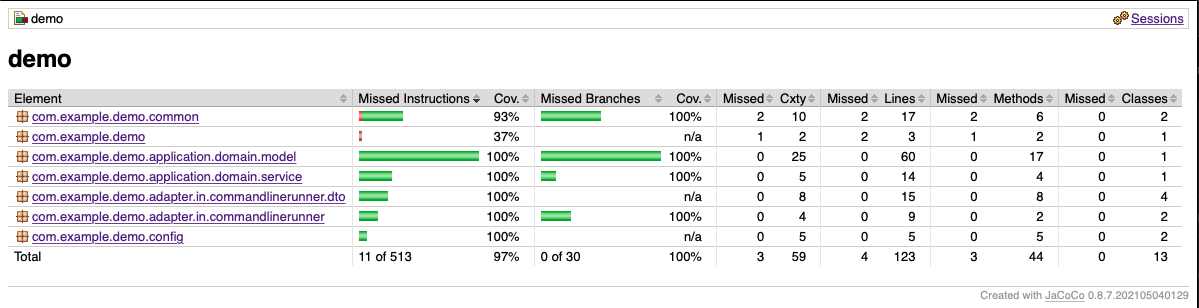 demo Sessions
demo
Element Missed Instructions Cov. Missed Branches Cov. Missed Cxty Missed Lines Missed Methods Missed Classes
com.example.demo.common 93% 100% 2 10 2 17 2 6 0 2
com.example.demo 37% n/a 1 2 2 3 1 2 0 1
com.example.demo.application.domain.model 100% 100% 0 25 0 60 0 17 0 1
com.example.demo.application.domain.service 100% 100% 0 5 0 14 0 4 0 1
com.example.demo.adapter.in.commandlinerunner.dto 100% n/a 0 8 0 15 0 8 0 4
com.example.demo.adapter.in.commandlinerunner 100% 100% 0 4 0 9 0 2 0 2
com.example.demo.config 100% n/a 0 5 0 5 0 5 0 2
Total 11 of 513 97% 0 of 30 100% 3 59 4 123 3 44 0 13
Created with JaCoCo 0.8.7.202105040129